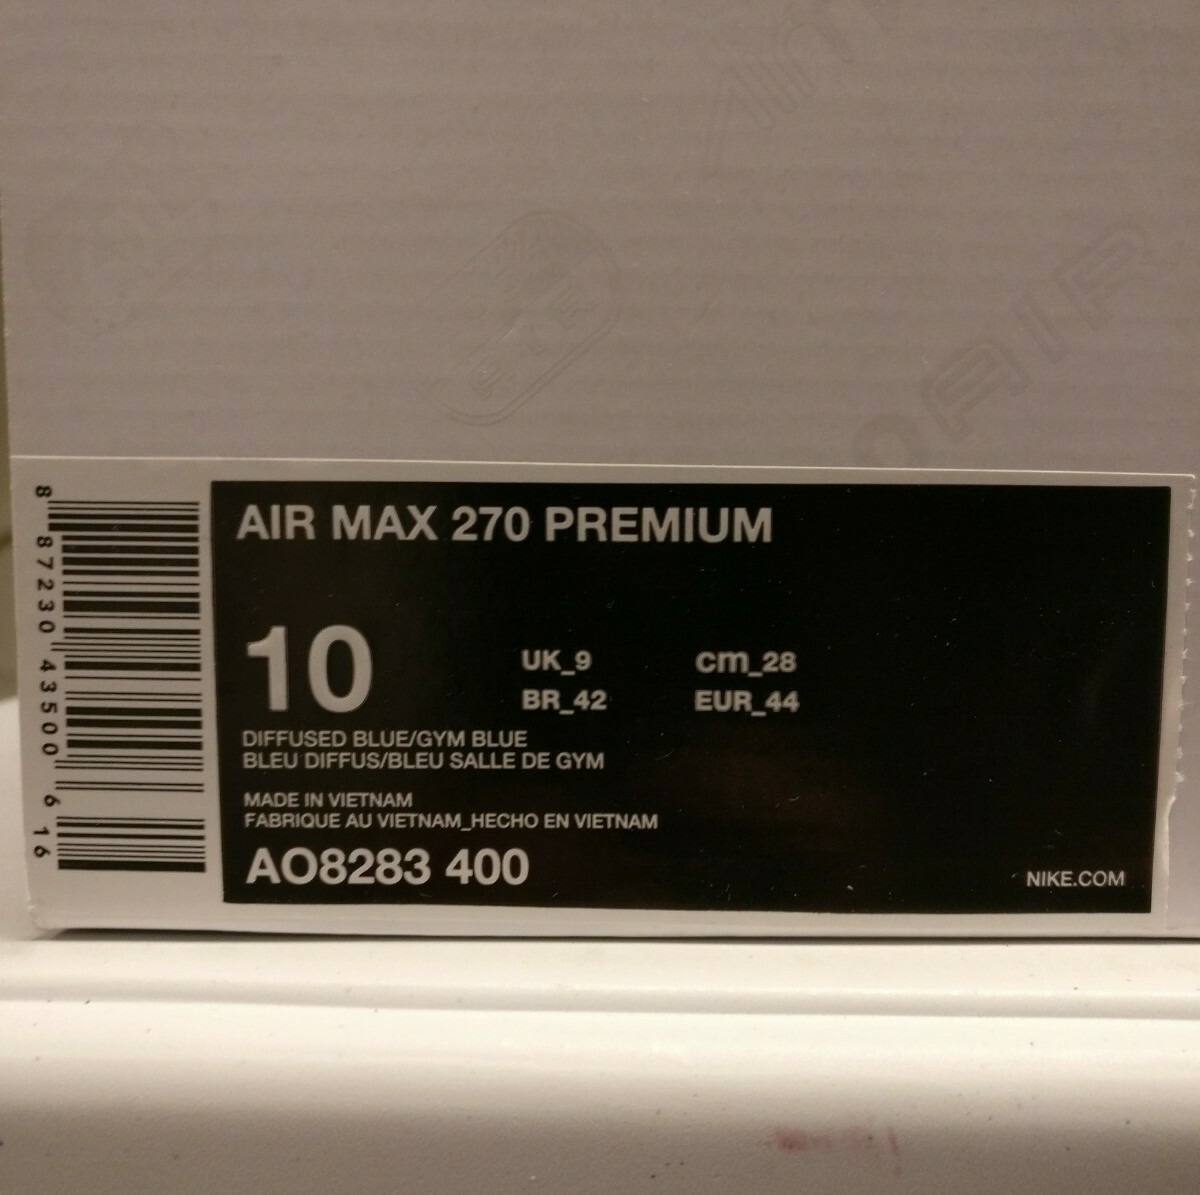 AIR MAX 270 PREMIUM
10
UK_9 cm_28
BR_42 EUR_44
DIFFUSED BLUE/GYM BLUE
BLEU DIFFUS/BLEU SALLE DE GYM
MADE IN VIETNAM
FABRIQUE AU VIETNAM_HECHO EN VIETNAM
AO8283 400
NIKE.COM
8 87230 43500 6 16
AIR